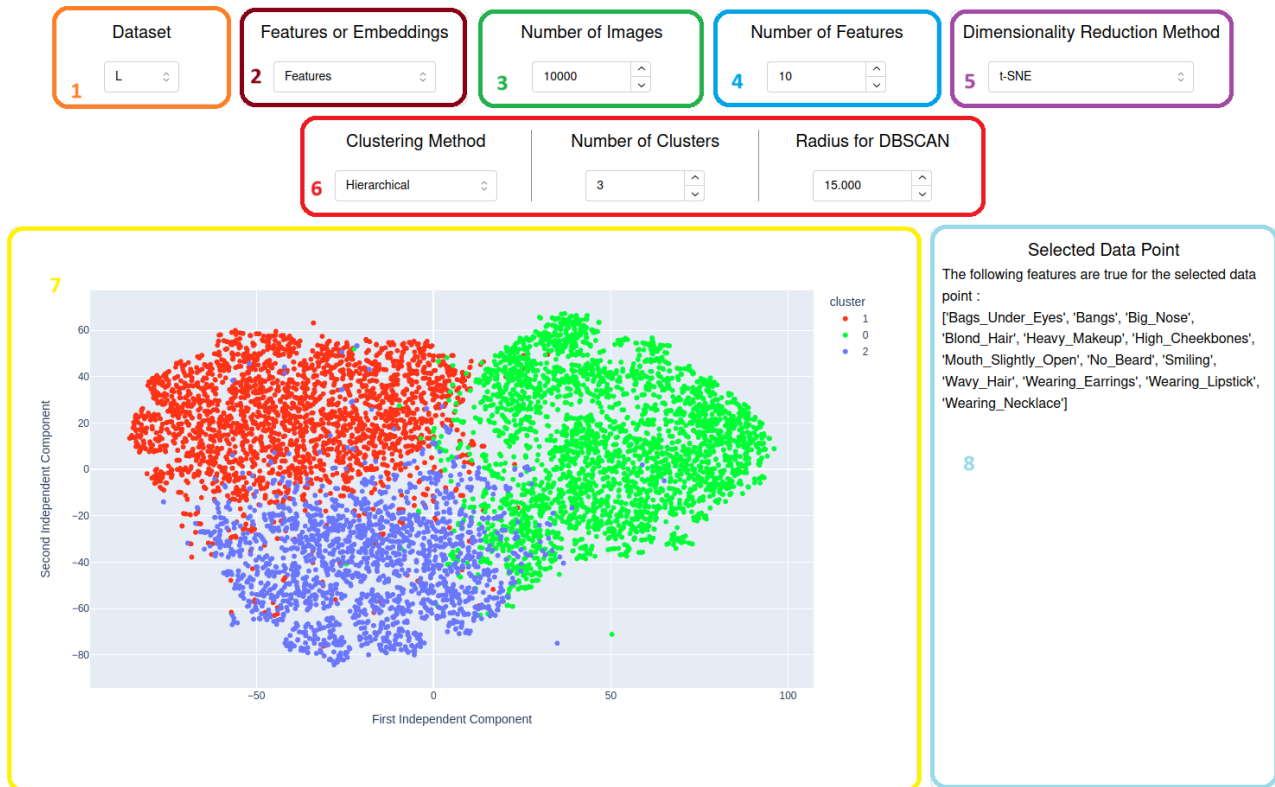 Dataset
Features or Embeddings
Number of Images
Number of Features
Dimensionality Reduction Method
1
L
2
Features
3
10000
4
10
5
t-SNE
Clustering Method
Number of Clusters
Radius for DBSCAN
6
Hierarchical
3
15.000
7
Second Independent Component
60
40
20
0
−20
−40
−60
−80
−50
0
50
100
First Independent Component
cluster
1
0
2
Selected Data Point
The following features are true for the selected data
point :
['Bags_Under_Eyes', 'Bangs', 'Big_Nose',
'Blond_Hair', 'Heavy_Makeup', 'High_Cheekbones',
'Mouth_Slightly_Open', 'No_Beard', 'Smiling',
'Wavy_Hair', 'Wearing_Earrings', 'Wearing_Lipstick',
'Wearing_Necklace']
8